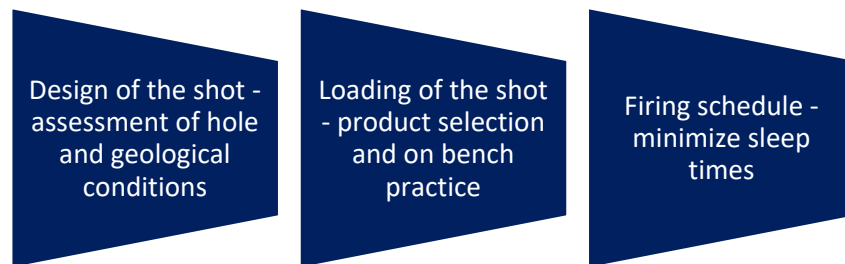 Design of the shot -
assessment of hole
and geological
conditions
Loading of the shot
- product selection
and on bench
practice
Firing schedule -
minimize sleep
times